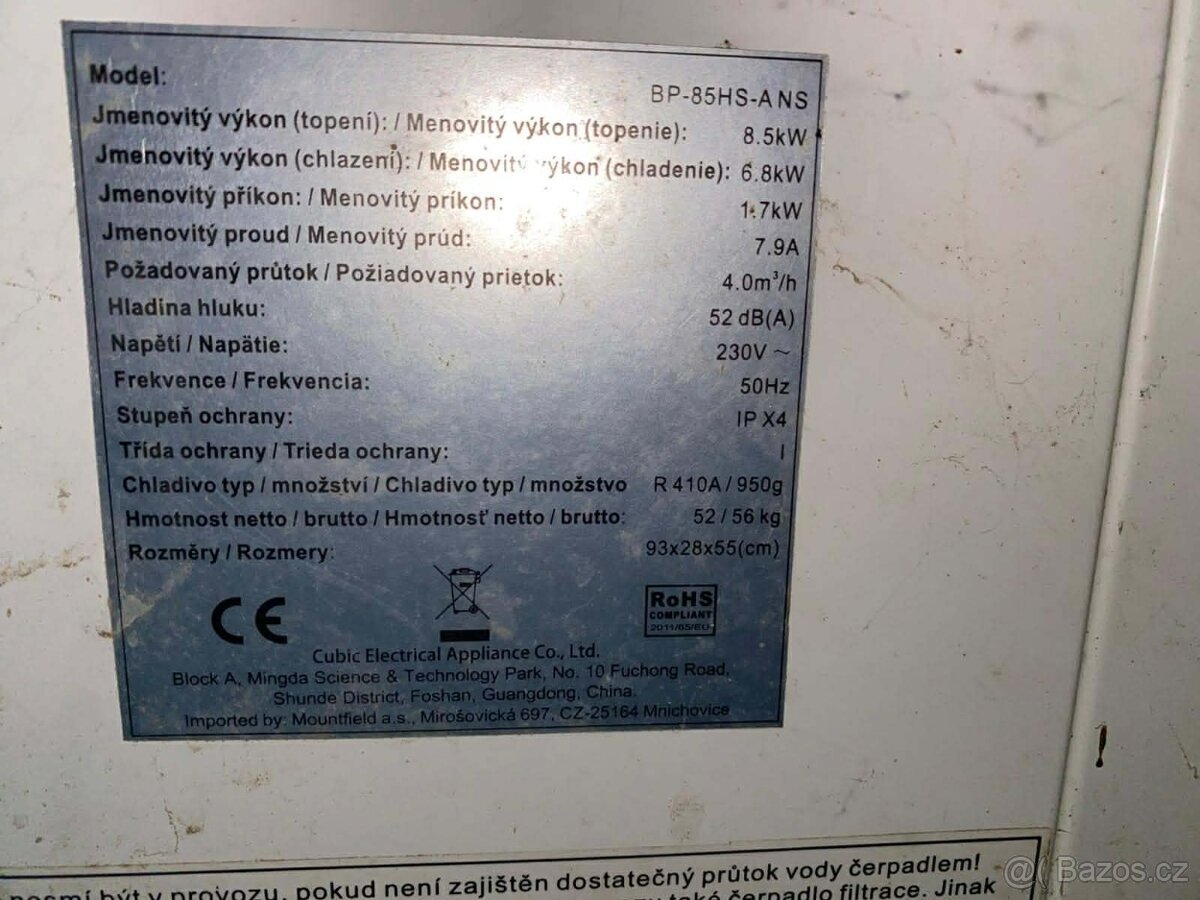 Model: BP-85HS-A NS
Jmenovitý výkon (topení): / Menovitý výkon (topenie): 8.5kW
Jmenovitý výkon (chlazení): / Menovitý výkon (chladenie): 6.8kW
Jmenovitý příkon: / Menovitý príkon: 1.7kW
Jmenovitý proud / Menovitý prúd: 7.9A
Požadovaný průtok / Požiadovaný prietok: 4.0m³/h
Hladina hluku: 52 dB(A)
Napětí / Napätie: 230V ~
Frekvence / Frekvencia: 50Hz
Stupeň ochrany: IP X4
Třída ochrany / Trieda ochrany: I
Chladivo typ / množství / Chladivo typ / množstvo R 410A / 950g
Hmotnost netto / brutto / Hmotnosť netto / brutto: 52 / 56 kg
Rozměry / Rozmery: 93x28x55(cm)
CE
RoHS
COMPLIANT
2011/65/EU
Cubic Electrical Appliance Co., Ltd.
Block A, Mingda Science & Technology Park, No. 10 Fuchong Road,
Shunde District, Foshan, Guangdong, China.
Imported by: Mountfield a.s., Mirošovická 697, CZ-25164 Mnichovice
být v provozu, pokud není zajištěn dostatečný průtok vody čerpadlem!
také čerpadlo filtrace. Jinak
@ Bazos.cz